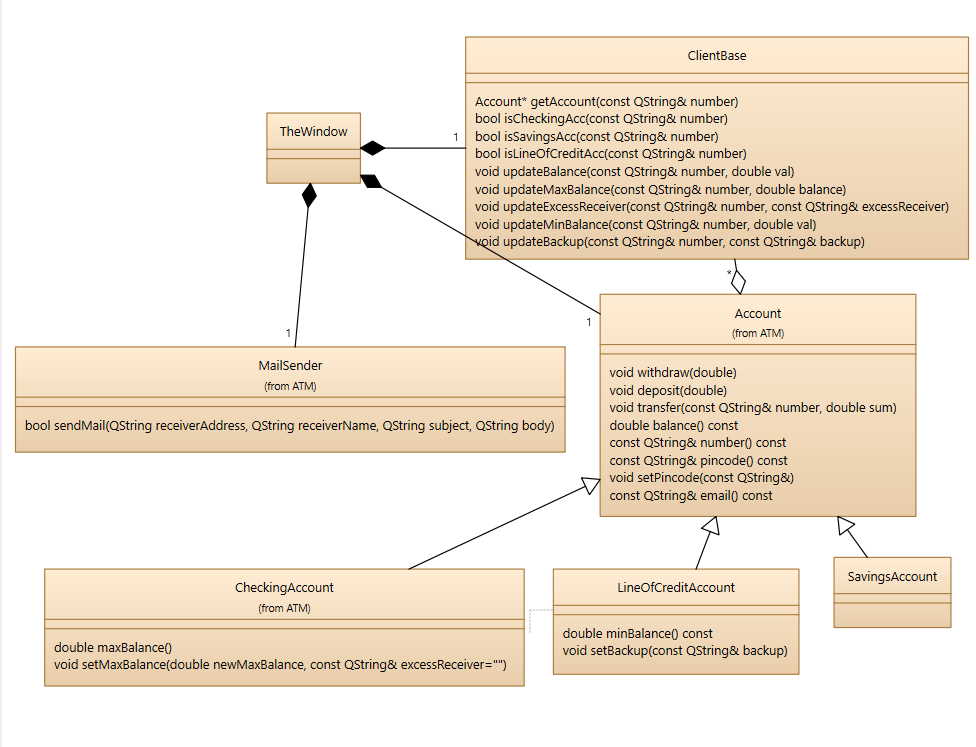 ClientBase
Account* getAccount(const QString& number)
bool isCheckingAcc(const QString& number)
bool isSavingsAcc(const QString& number)
bool isLineOfCreditAcc(const QString& number)
void updateBalance(const QString& number, double val)
void updateMaxBalance(const QString& number, double balance)
void updateExcessReceiver(const QString& number, const QString& excessReceiver)
void updateMinBalance(const QString& number, double val)
void updateBackup(const QString& number, const QString& backup)
TheWindow
1
*
1
1
Account
(from ATM)
void withdraw(double)
void deposit(double)
void transfer(const QString& number, double sum)
double balance() const
const QString& number() const
const QString& pincode() const
void setPincode(const QString&)
const QString& email() const
MailSender
(from ATM)
bool sendMail(QString receiverAddress, QString receiverName, QString subject, QString body)
CheckingAccount
(from ATM)
double maxBalance()
void setMaxBalance(double newMaxBalance, const QString& excessReceiver="")
LineOfCreditAccount
double minBalance() const
void setBackup(const QString& backup)
SavingsAccount